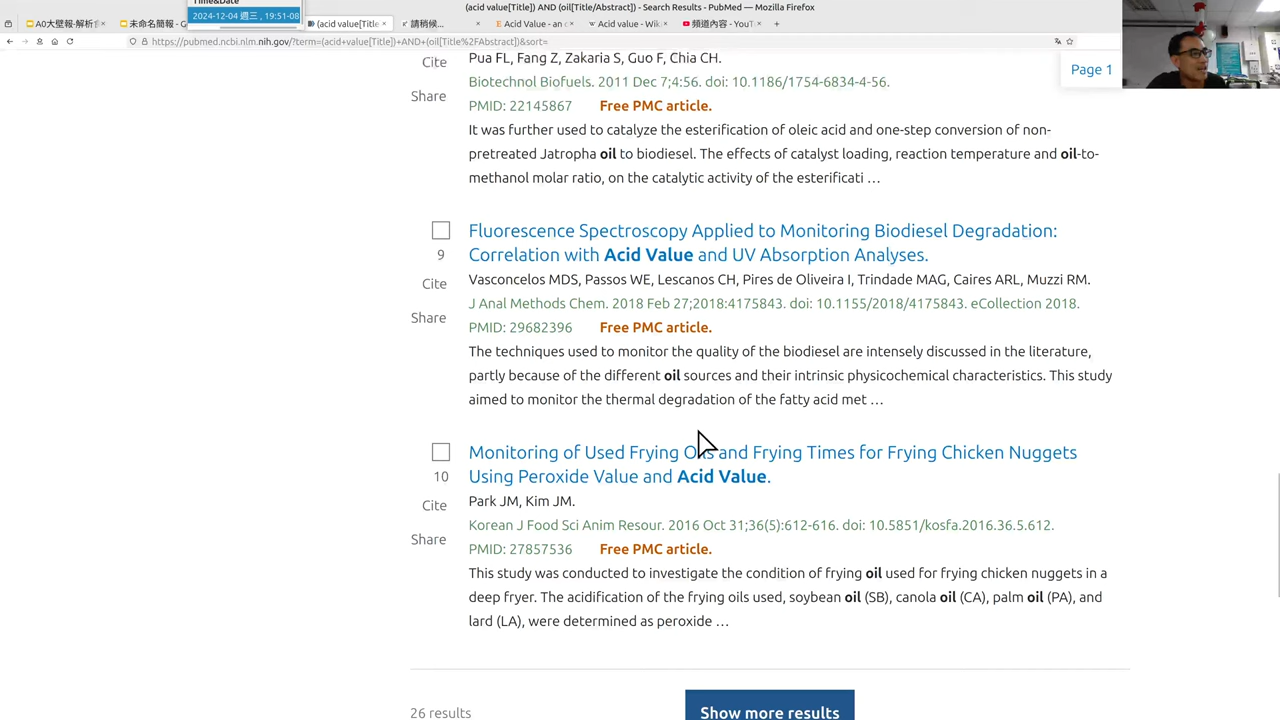 Time&Date
(acid value[Title]) AND (oil[Title/Abstract]) - Search Results - PubMed — Mozilla Firefox
2024-12-04 週三 , 19:51-08
A0大壁報-解析食
未命名簡報 - G
(acid value[Title
請稍候...
Acid Value - an
Acid value - Wiki
頻道內容 - YouT
https://pubmed.ncbi.nlm.nih.gov/?term=(acid+value[Title])+AND+(oil[Title%2FAbstract])&sort=
Pua FL, Fang Z, Zakaria S, Guo F, Chia CH.
Cite
Page 1
Biotechnol Biofuels. 2011 Dec 7;4:56. doi: 10.1186/1754-6834-4-56.
Share
PMID: 22145867 Free PMC article.
It was further used to catalyze the esterification of oleic acid and one-step conversion of non-
pretreated Jatropha oil to biodiesel. The effects of catalyst loading, reaction temperature and oil-to-
methanol molar ratio, on the catalytic activity of the esterificati ...
Fluorescence Spectroscopy Applied to Monitoring Biodiesel Degradation:
9
Correlation with Acid Value and UV Absorption Analyses.
Cite
Vasconcelos MDS, Passos WE, Lescanos CH, Pires de Oliveira I, Trindade MAG, Caires ARL, Muzzi RM.
J Anal Methods Chem. 2018 Feb 27;2018:4175843. doi: 10.1155/2018/4175843. eCollection 2018.
Share
PMID: 29682396 Free PMC article.
The techniques used to monitor the quality of the biodiesel are intensely discussed in the literature,
partly because of the different oil sources and their intrinsic physicochemical characteristics. This study
aimed to monitor the thermal degradation of the fatty acid met ...
Monitoring of Used Frying Oils and Frying Times for Frying Chicken Nuggets
10
Using Peroxide Value and Acid Value.
Cite
Park JM, Kim JM.
Korean J Food Sci Anim Resour. 2016 Oct 31;36(5):612-616. doi: 10.5851/kosfa.2016.36.5.612.
Share
PMID: 27857536 Free PMC article.
This study was conducted to investigate the condition of frying oil used for frying chicken nuggets in a
deep fryer. The acidification of the frying oils used, soybean oil (SB), canola oil (CA), palm oil (PA), and
lard (LA), were determined as peroxide ...
26 results
Show more results